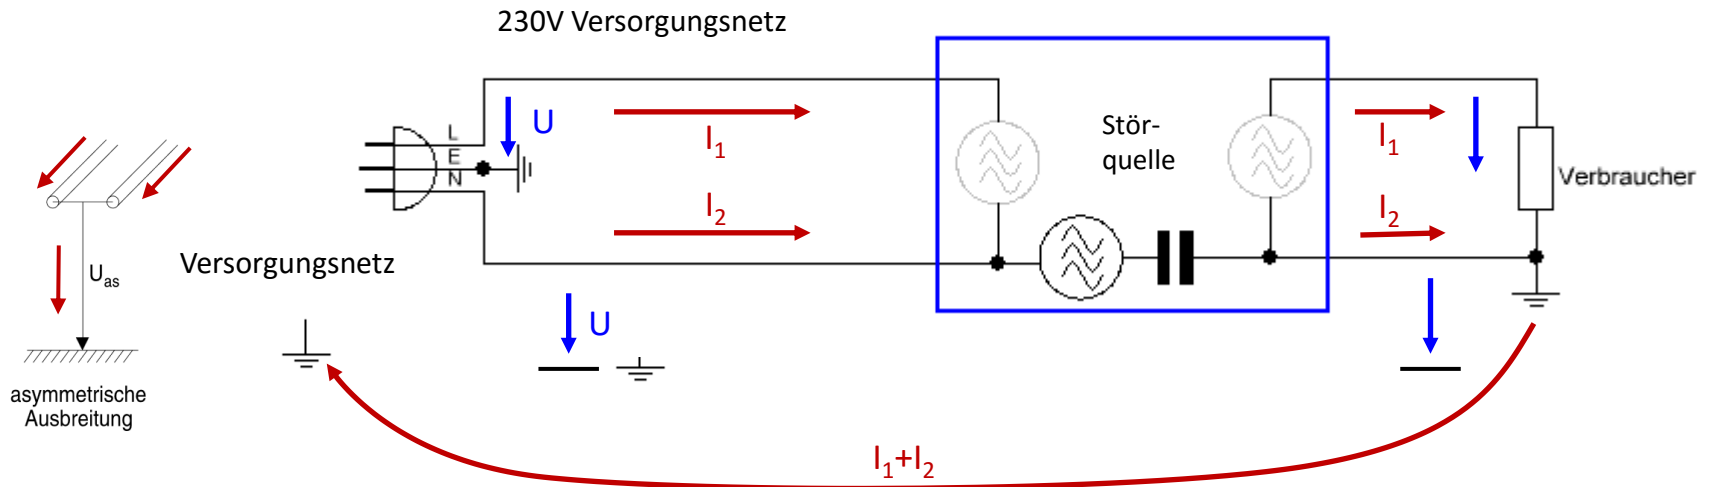 230V Versorgungsnetz
L
E
N
U
I1
I2
Stör-
quelle
I1
I2
Verbraucher
Uas
Versorgungsnetz
U
asymmetrische
Ausbreitung
I1+I2